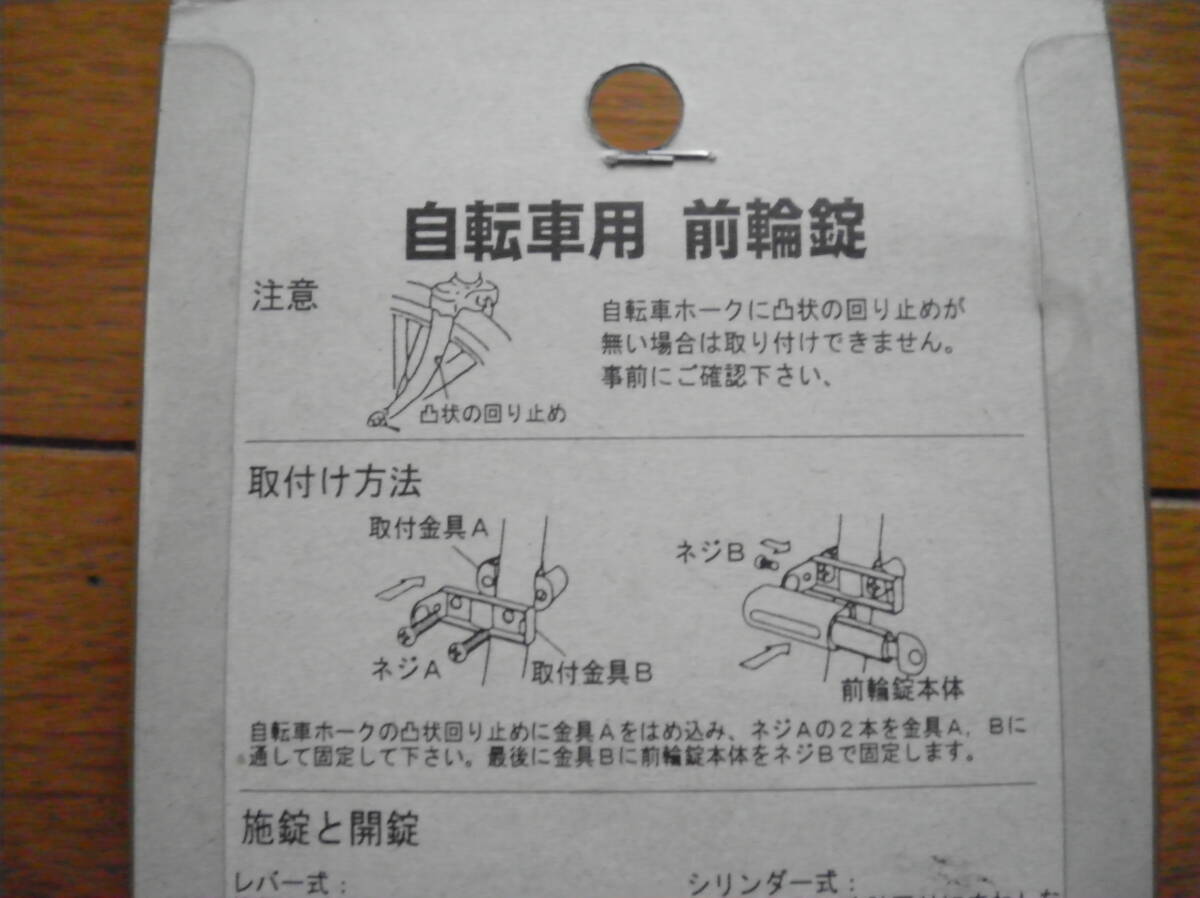 自転車用 前輪錠
注意
自転車ホークに凸状の回り止めが
無い場合は取り付けできません。
事前にご確認下さい、
凸状の回り止め
取付け方法
取付金具A
ネジA
取付金具B
ネジB
前輪錠本体
自転車ホークの凸状回り止めに金具Aをはめ込み、ネジAの2本を金具A，Bに
通して固定して下さい。最後に金具Bに前輪錠本体をネジBで固定します。
施錠と開錠
レバー式：
シリンダー式：